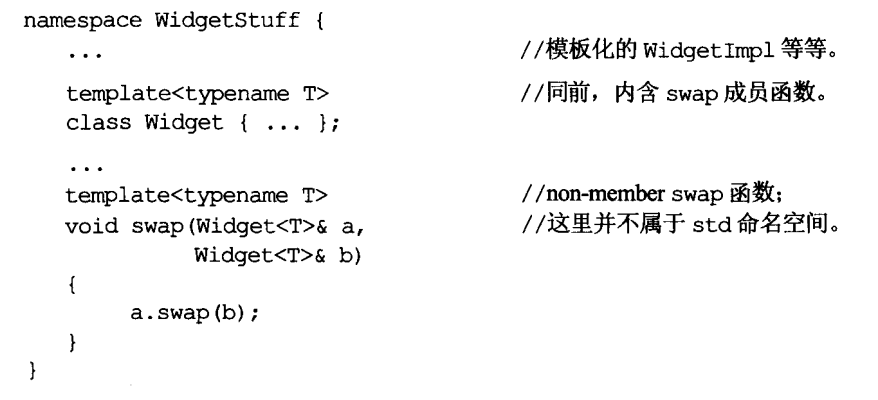 namespace WidgetStuff {
... //模板化的 WidgetImpl 等等。
template<typename T> //同前，内含 swap 成员函数。
class Widget { ... };
...
template<typename T> //non-member swap 函数;
void swap(Widget<T>& a, //这里并不属于 std 命名空间。
Widget<T>& b)
{
a.swap(b);
}
}